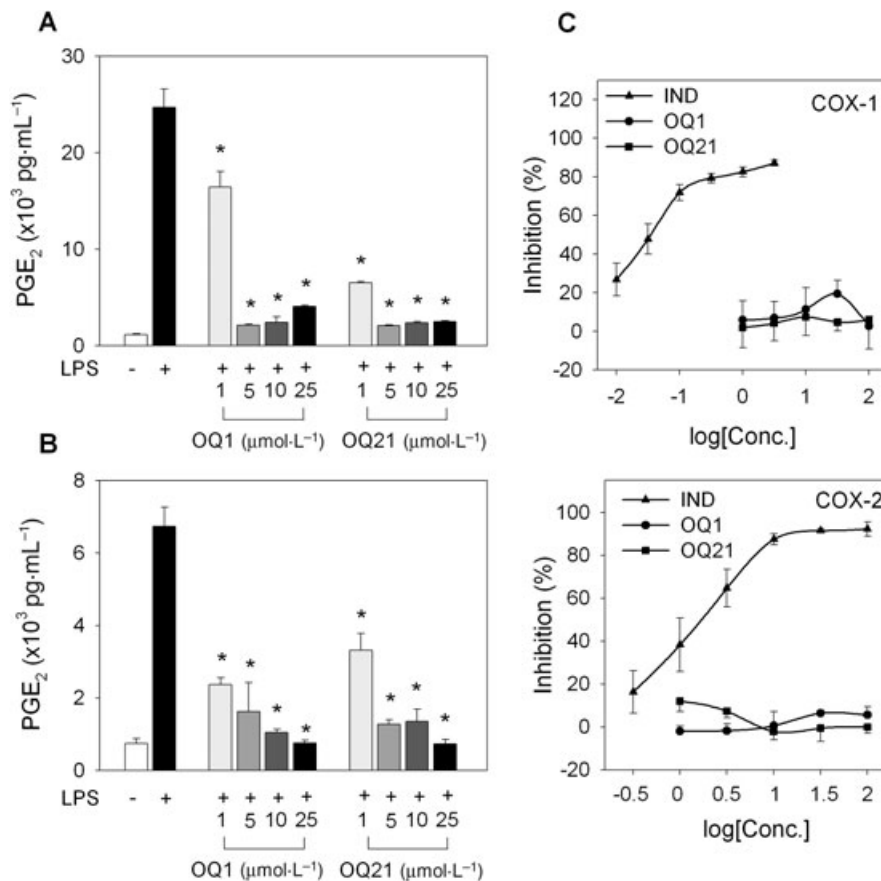 A
PGE₂ (x10³ pg·mL⁻¹)
30
20
10
0
* * * * * * * *
LPS - + + + + + + + + +
1 5 10 25 1 5 10 25
OQ1 (μmol·L⁻¹) OQ21 (μmol·L⁻¹)
B
PGE₂ (x10³ pg·mL⁻¹)
8
6
4
2
0
* * * * * * * *
LPS - + + + + + + + + +
1 5 10 25 1 5 10 25
OQ1 (μmol·L⁻¹) OQ21 (μmol·L⁻¹)
C
IND
OQ1
OQ21
COX-1
Inhibition (%)
120
100
80
60
40
20
0
-20
-2 -1 0 1 2
log[Conc.]
IND
OQ1
OQ21
COX-2
Inhibition (%)
100
80
60
40
20
0
-20
-0.5 0 0.5 1 1.5 2
log[Conc.]